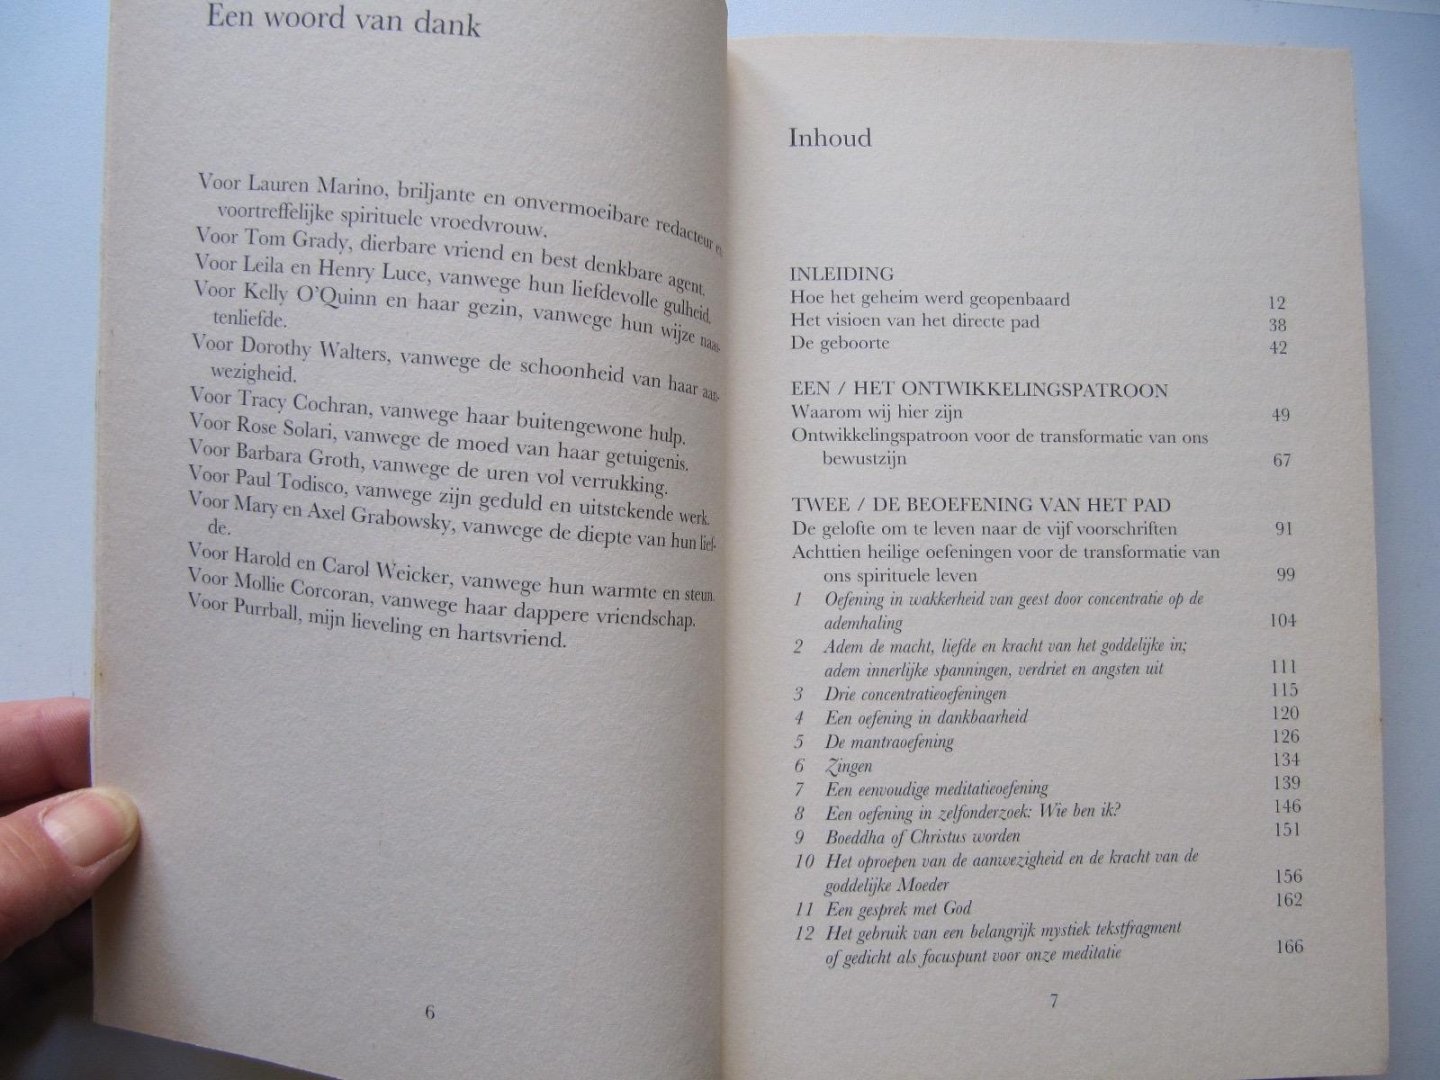 Een woord van dank
Voor Lauren Marino, briljante en onvermoeibare redacteur en
voortreffelijke spirituele vroedvrouw.
Voor Tom Grady, dierbare vriend en best denkbare agent.
Voor Leila en Henry Luce, vanwege hun liefdevolle gulheid.
Voor Kelly O'Quinn en haar gezin, vanwege hun wijze naas-
tenliefde.
Voor Dorothy Walters, vanwege de schoonheid van haar aan-
wezigheid.
Voor Tracy Cochran, vanwege haar buitengewone hulp.
Voor Rose Solari, vanwege de moed van haar getuigenis.
Voor Barbara Groth, vanwege de uren vol verrukking.
Voor Paul Todisco, vanwege zijn geduld en uitstekende werk.
Voor Mary en Axel Grabowsky, vanwege de diepte van hun lief-
de.
Voor Harold en Carol Weicker, vanwege hun warmte en steun.
Voor Mollie Corcoran, vanwege haar dappere vriendschap.
Voor Purrball, mijn lieveling en hartsvriend.
6
Inhoud
INLEIDING
Hoe het geheim werd geopenbaard 12
Het visioen van het directe pad 38
De geboorte 42
EEN / HET ONTWIKKELINGSPATROON
Waarom wij hier zijn 49
Ontwikkelingspatroon voor de transformatie van ons
bewustzijn 67
TWEE / DE BEOEFENING VAN HET PAD
De gelofte om te leven naar de vijf voorschriften 91
Achttien heilige oefeningen voor de transformatie van
ons spirituele leven 99
1 Oefening in wakkerheid van geest door concentratie op de
ademhaling 104
2 Adem de macht, liefde en kracht van het goddelijke in;
adem innerlijke spanningen, verdriet en angsten uit 111
3 Drie concentratieoefeningen 115
4 Een oefening in dankbaarheid 120
5 De mantraoefening 126
6 Zingen 134
7 Een eenvoudige meditatieoefening 139
8 Een oefening in zelfonderzoek: Wie ben ik? 146
9 Boeddha of Christus worden 151
10 Het oproepen van de aanwezigheid en de kracht van de
goddelijke Moeder 156
11 Een gesprek met God 162
12 Het gebruik van een belangrijk mystiek tekstfragment
of gedicht als focuspunt voor onze meditatie 166
7